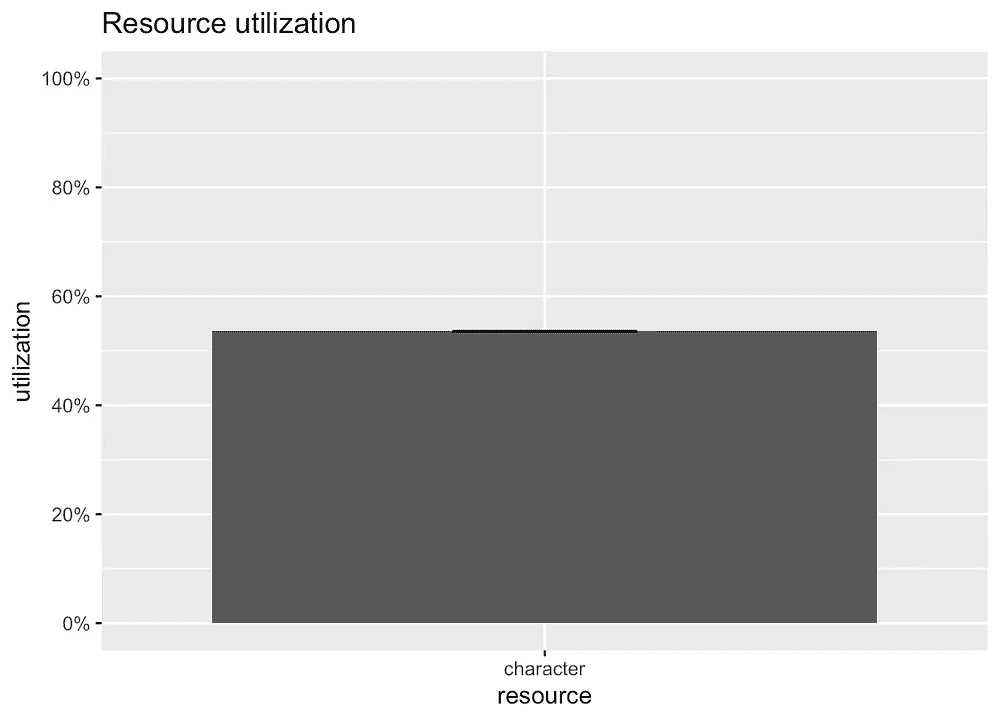 Resource utilization
100%
80%
60%
40%
20%
0%
utilization
character
resource